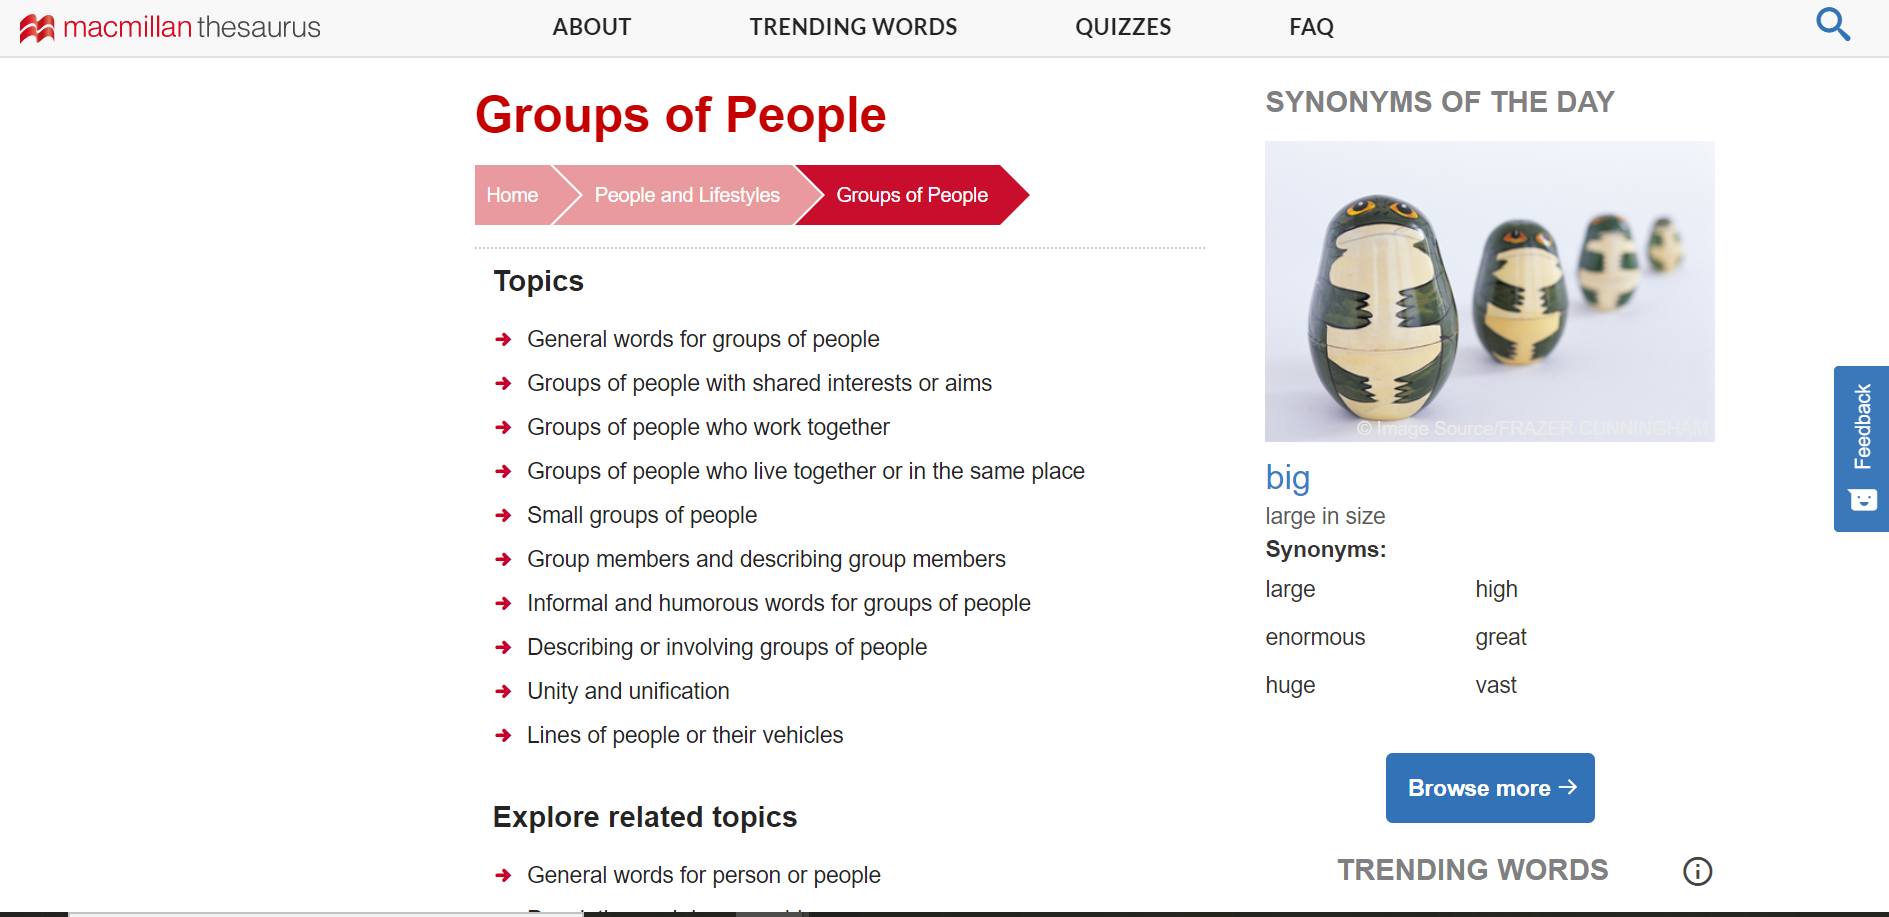 macmillan thesaurus
ABOUT
TRENDING WORDS
QUIZZES
FAQ
Groups of People
Home
People and Lifestyles
Groups of People
Topics
General words for groups of people
Groups of people with shared interests or aims
Groups of people who work together
Groups of people who live together or in the same place
Small groups of people
Group members and describing group members
Informal and humorous words for groups of people
Describing or involving groups of people
Unity and unification
Lines of people or their vehicles
Explore related topics
General words for person or people
SYNONYMS OF THE DAY
© Image Source/FRAZER CUNNINGHAM
big
large in size
Synonyms:
large high
enormous great
huge vast
Browse more
TRENDING WORDS
Feedback